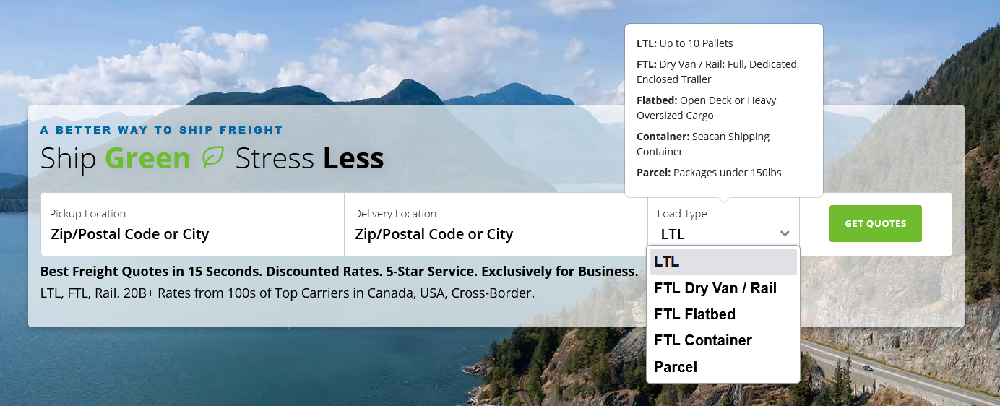 LTL: Up to 10 Pallets
FTL: Dry Van / Rail: Full, Dedicated
Enclosed Trailer
Flatbed: Open Deck or Heavy
Oversized Cargo
Container: Seacan Shipping
Container
Parcel: Packages under 150lbs
A BETTER WAY TO SHIP FREIGHT
Ship Green Stress Less
Pickup Location
Zip/Postal Code or City
Delivery Location
Zip/Postal Code or City
Load Type
LTL
GET QUOTES
LTL
FTL Dry Van / Rail
FTL Flatbed
FTL Container
Parcel
Best Freight Quotes in 15 Seconds. Discounted Rates. 5-Star Service. Exclusively for Business.
LTL, FTL, Rail. 20B+ Rates from 100s of Top Carriers in Canada, USA, Cross-Border.